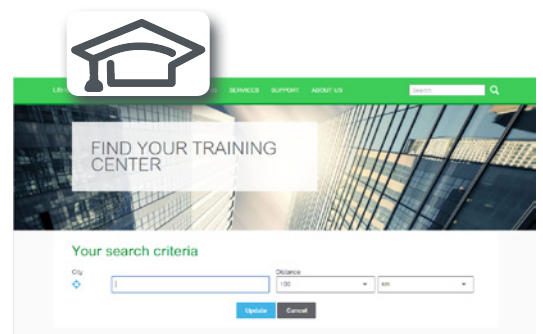 SERVICES SUPPORT ABOUT US Search
FIND YOUR TRAINING
CENTER
Your search criteria
City Distance
100 km
Update Cancel